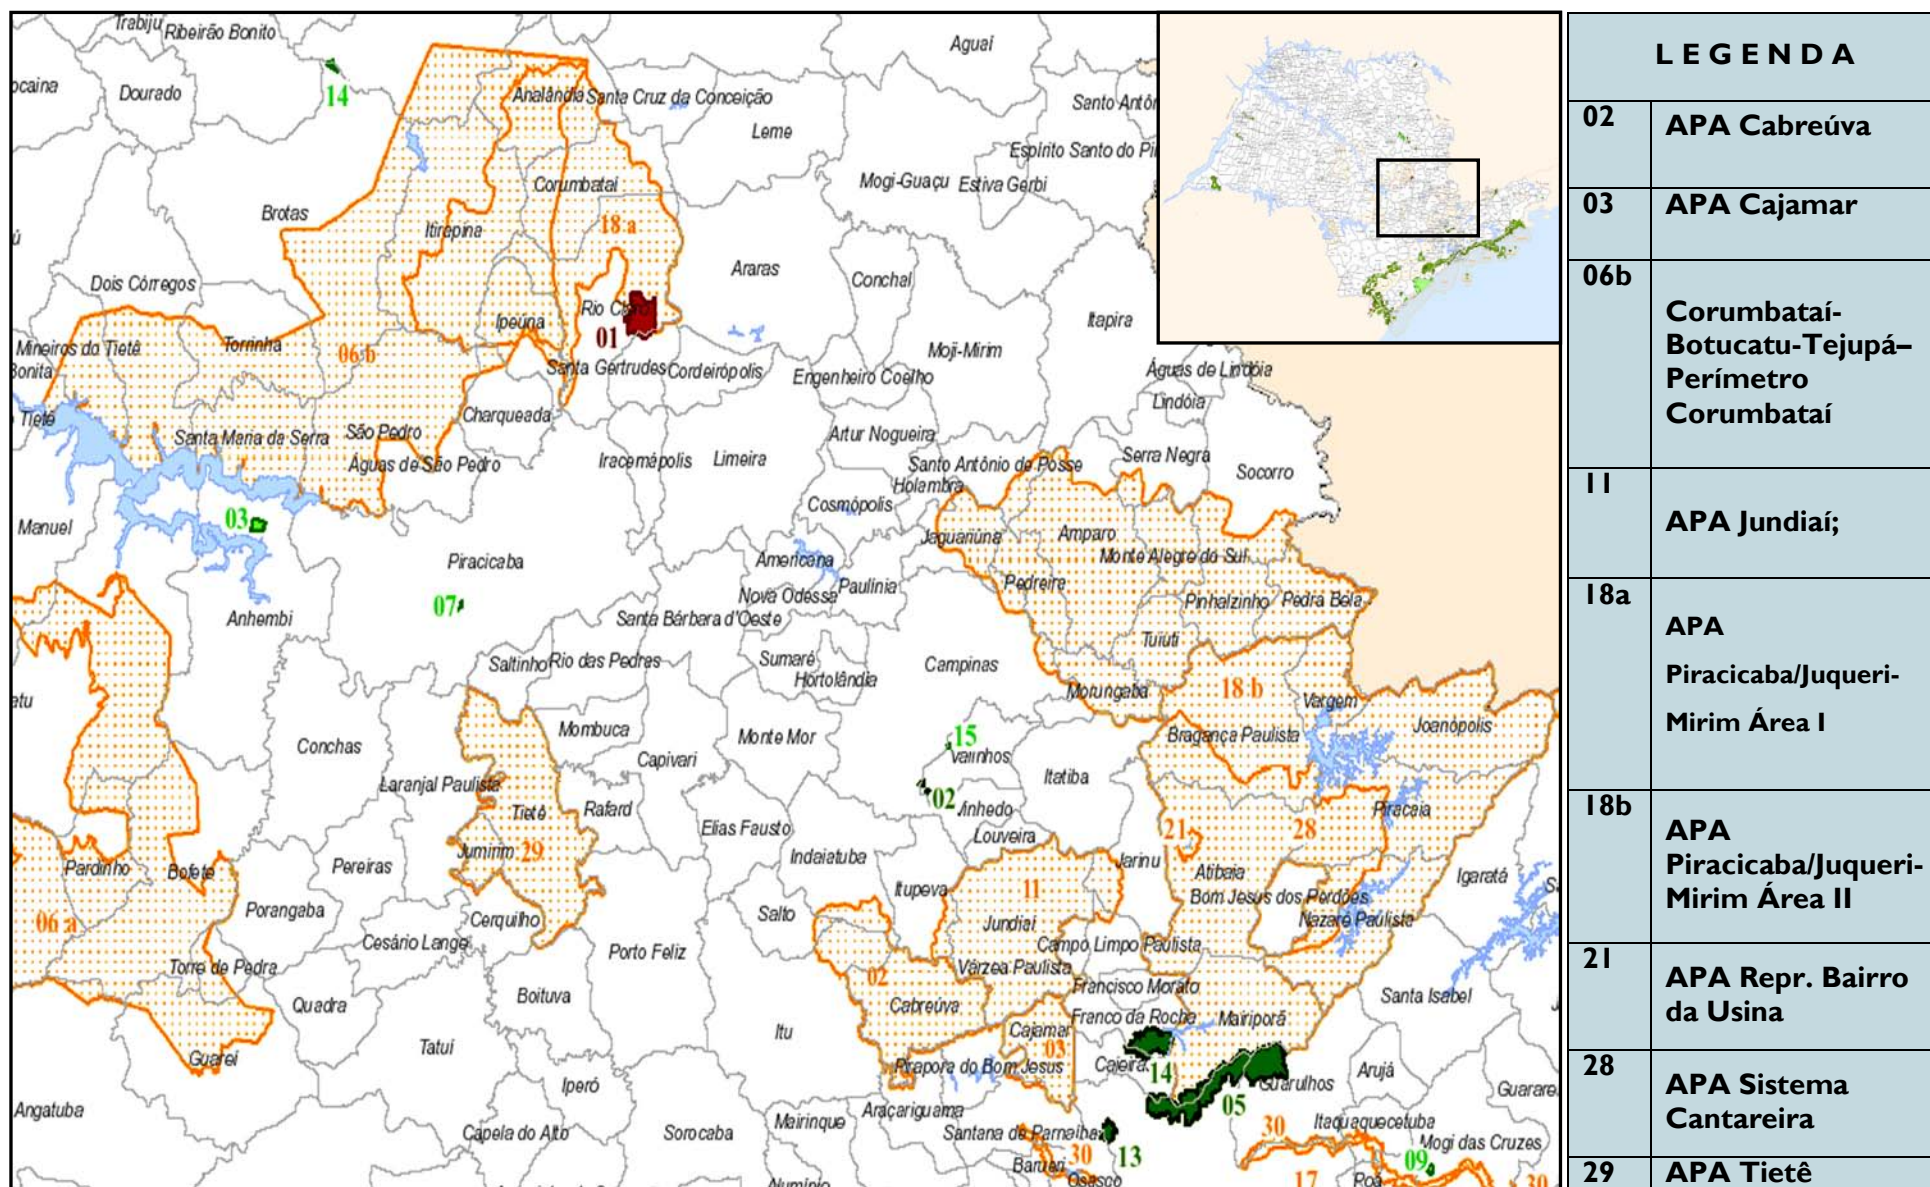 Trabiju Ribeirão Bonito
Aguaí
ocaina
Dourado
14
Analândia Santa Cruz da Conceição
Leme
Santo Antôn
Espírito Santo do Pi
Mogi-Guaçu Estiva Gerbi
Corumbataí
Brotas
Itirapina
18 a
ú
Dois Córregos
Araras
Conchal
Rio Claro
01
Ipeúna
Itapira
Mineiros do Tietê
Torrinha
06 b
Bonita
Santa Gertrudes Cordeirópolis
Engenheiro Coelho
Moji-Mirim
Águas de Lindóia
Lindóia
Tietê
Charqueada
Santa Maria da Serra
São Pedro
Artur Nogueira
Águas de São Pedro
Iracemápolis
Limeira
Santo Antônio de Posse
Serra Negra
Socorro
Holambra
Cosmópolis
Manuel
03
Jaguariúna
Amparo
Monte Alegre do Sul
Piracicaba
Americana
Paulínia
Pedreira
Nova Odessa
07
Pinhalzinho Pedra Bela
Anhembi
Santa Bárbara d'Oeste
Tuiuti
Saltinho Rio das Pedras
Sumaré
Hortolândia
Campinas
Morungaba
18 b
Vargem
atu
Joanópolis
Mombuca
Monte Mor
15
Bragança Paulista
Conchas
Capivari
Valinhos
Itatiba
Laranjal Paulista
02
Vinhedo
Tietê
Rafard
Piracaia
Elias Fausto
Louveira
21
28
Jumirim 29
Indaiatuba
Jarinu
Atibaia
Pardinho
Bofete
Pereiras
Itupeva
11
Bom Jesus dos Perdões
Igaratá
S
Porangaba
Cerquilho
Salto
Jundiaí
Nazaré Paulista
06 a
Cesário Lange
Porto Feliz
Campo Limpo Paulista
Torre de Pedra
02
Várzea Paulista
Quadra
Boituva
Cabreúva
Francisco Morato
Santa Isabel
Itu
Cajamar
Franco da Rocha
Mairiporã
Guareí
Tatuí
03
Pirapora do Bom Jesus
Caieira
14
Guarulhos
Arujá
Iperó
05
Guarare
Angatuba
Araçariguama
Mairinque
Capela do Alto
Sorocaba
Santana de Parnaíba
13
30
Itaquaquecetuba
Mogi das Cruzes
30
Barueri
Osasco
09
Alumínio
17
Poá
30
LEGENDA
02 APA Cabreúva
03 APA Cajamar
06b Corumbataí-
Botucatu-Tejupá–
Perímetro
Corumbataí
11 APA Jundiaí;
18a APA
Piracicaba/Juqueri-
Mirim Área I
18b APA
Piracicaba/Juqueri-
Mirim Área II
21 APA Repr. Bairro
da Usina
28 APA Sistema
Cantareira
29 APA Tietê